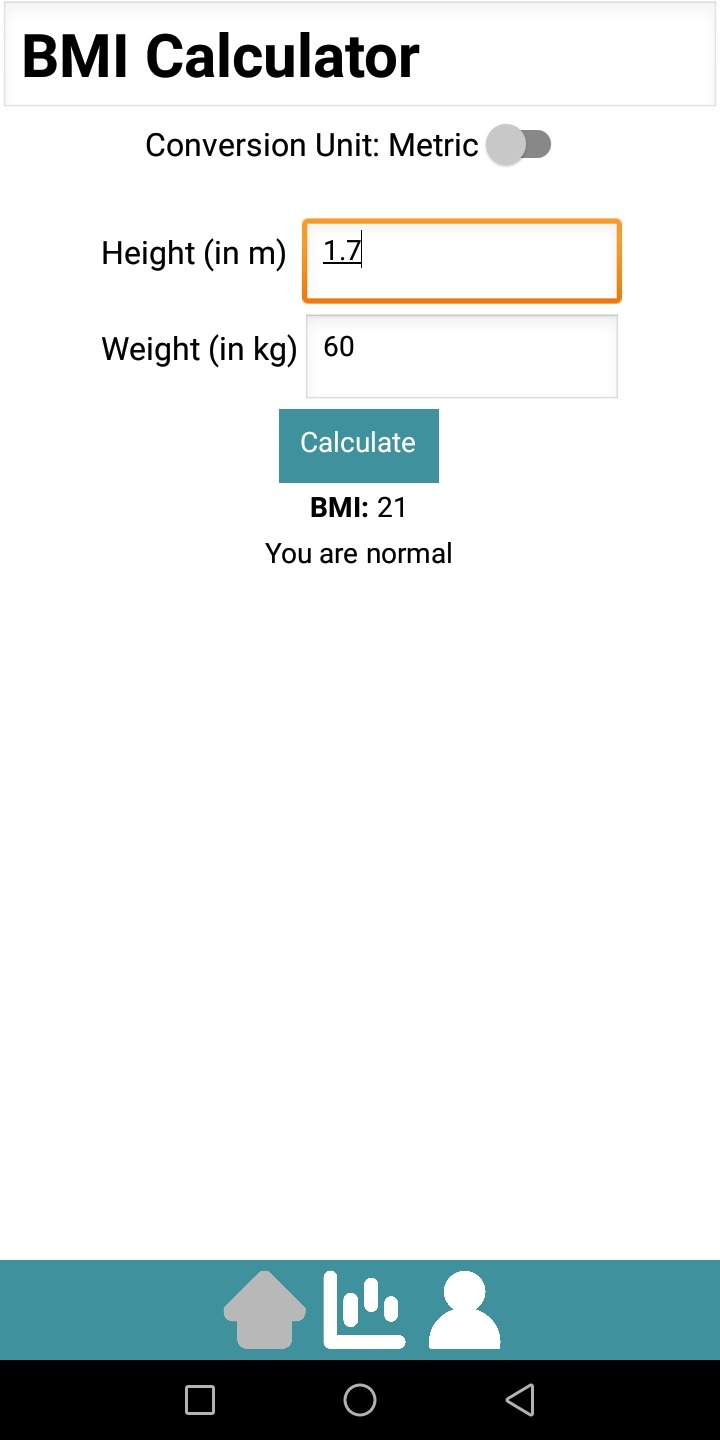 BMI Calculator
Conversion Unit: Metric
Height (in m) 1.7
Weight (in kg) 60
Calculate
BMI: 21
You are normal